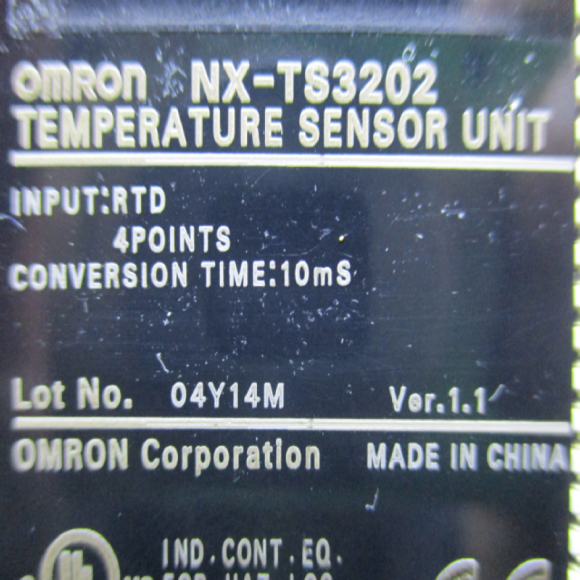 OMRON NX-TS3202
TEMPERATURE SENSOR UNIT
INPUT:RTD
4POINTS
CONVERSION TIME:10mS
Lot No. 04Y14M Ver.1.1
OMRON Corporation MADE IN CHINA
IND.CONT.EQ.